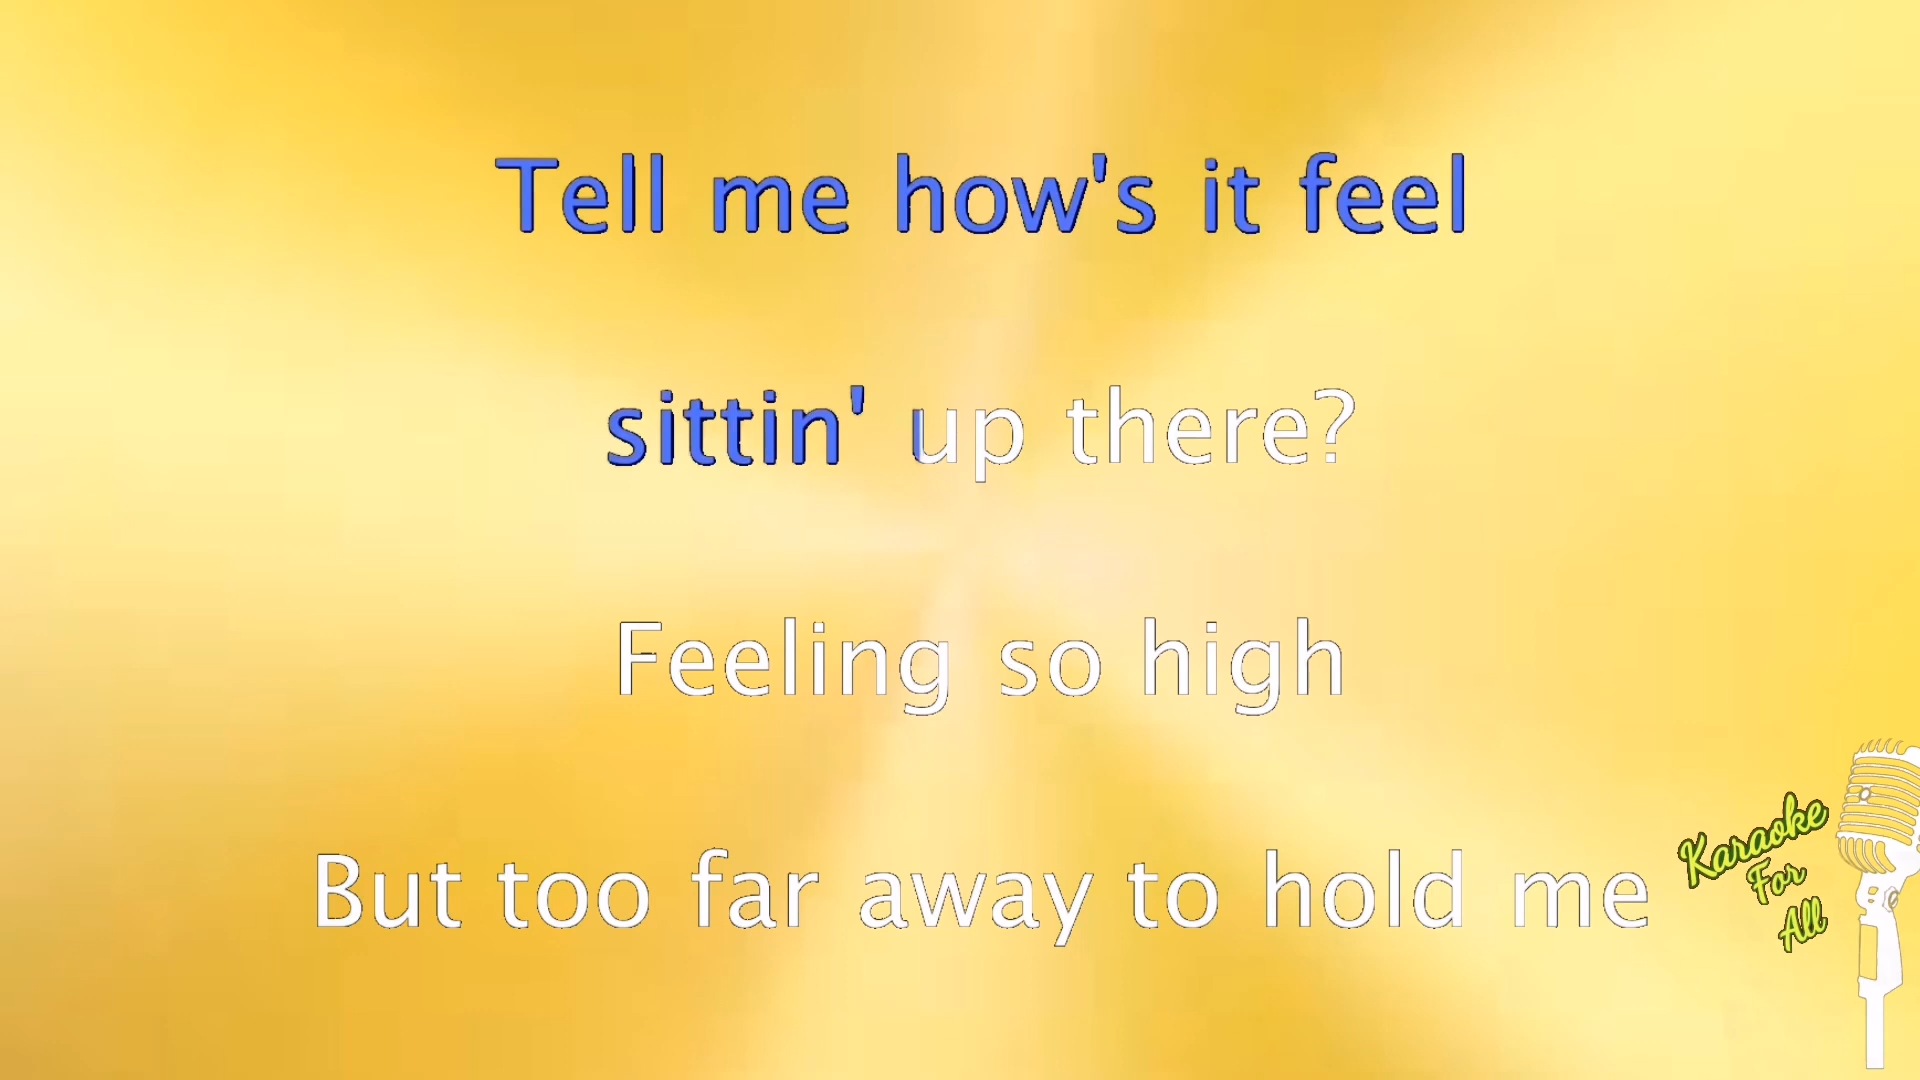 Tell me how's it feel
sittin' up there?
Feeling so high
But too far away to hold me
Karaoke
For
All